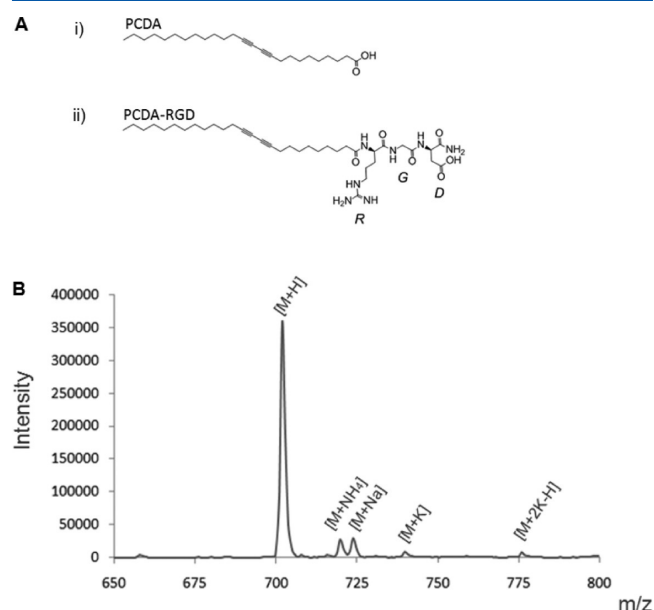 A
i)
PCDA
OH
O
ii)
PCDA-RGD
O
H
N
O
N
H
O
H
N
O
NH₂
OH
O
HN
H₂N
NH
R
G
D
B
Intensity
400000
350000
300000
250000
200000
150000
100000
50000
0
650
675
700
725
750
775
800
m/z
[M+H]
[M+NH₄]
[M+Na]
[M+K]
[M+2K-H]